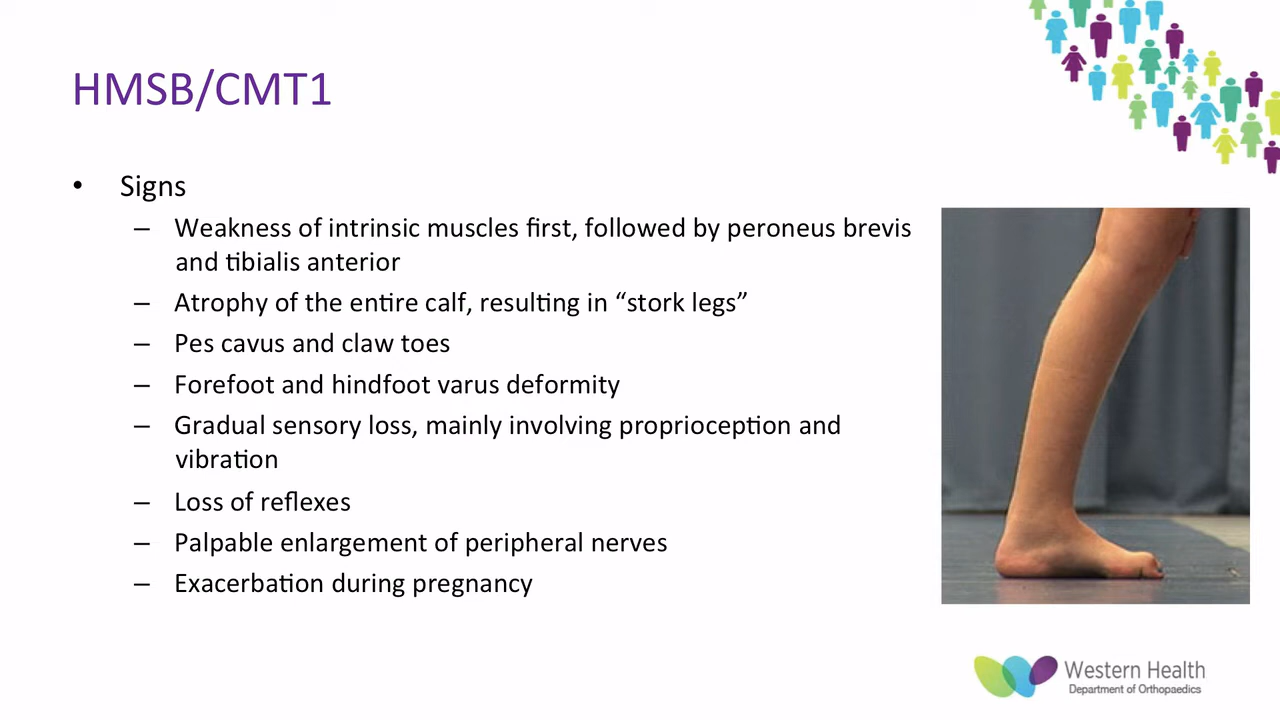 HMSB/CMT1
• Signs
– Weakness of intrinsic muscles first, followed by peroneus brevis
and tibialis anterior
– Atrophy of the entire calf, resulting in “stork legs”
– Pes cavus and claw toes
– Forefoot and hindfoot varus deformity
– Gradual sensory loss, mainly involving proprioception and
vibration
– Loss of reflexes
– Palpable enlargement of peripheral nerves
– Exacerbation during pregnancy
Western Health
Department of Orthopaedics